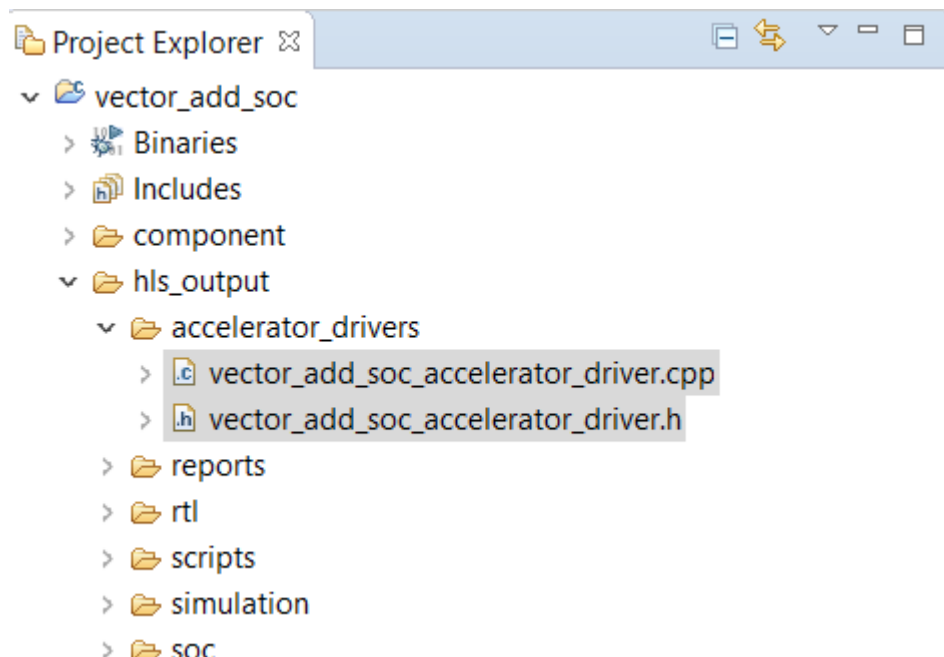 Project Explorer
vector_add_soc
Binaries
Includes
component
hls_output
accelerator_drivers
vector_add_soc_accelerator_driver.cpp
vector_add_soc_accelerator_driver.h
reports
rtl
scripts
simulation
soc